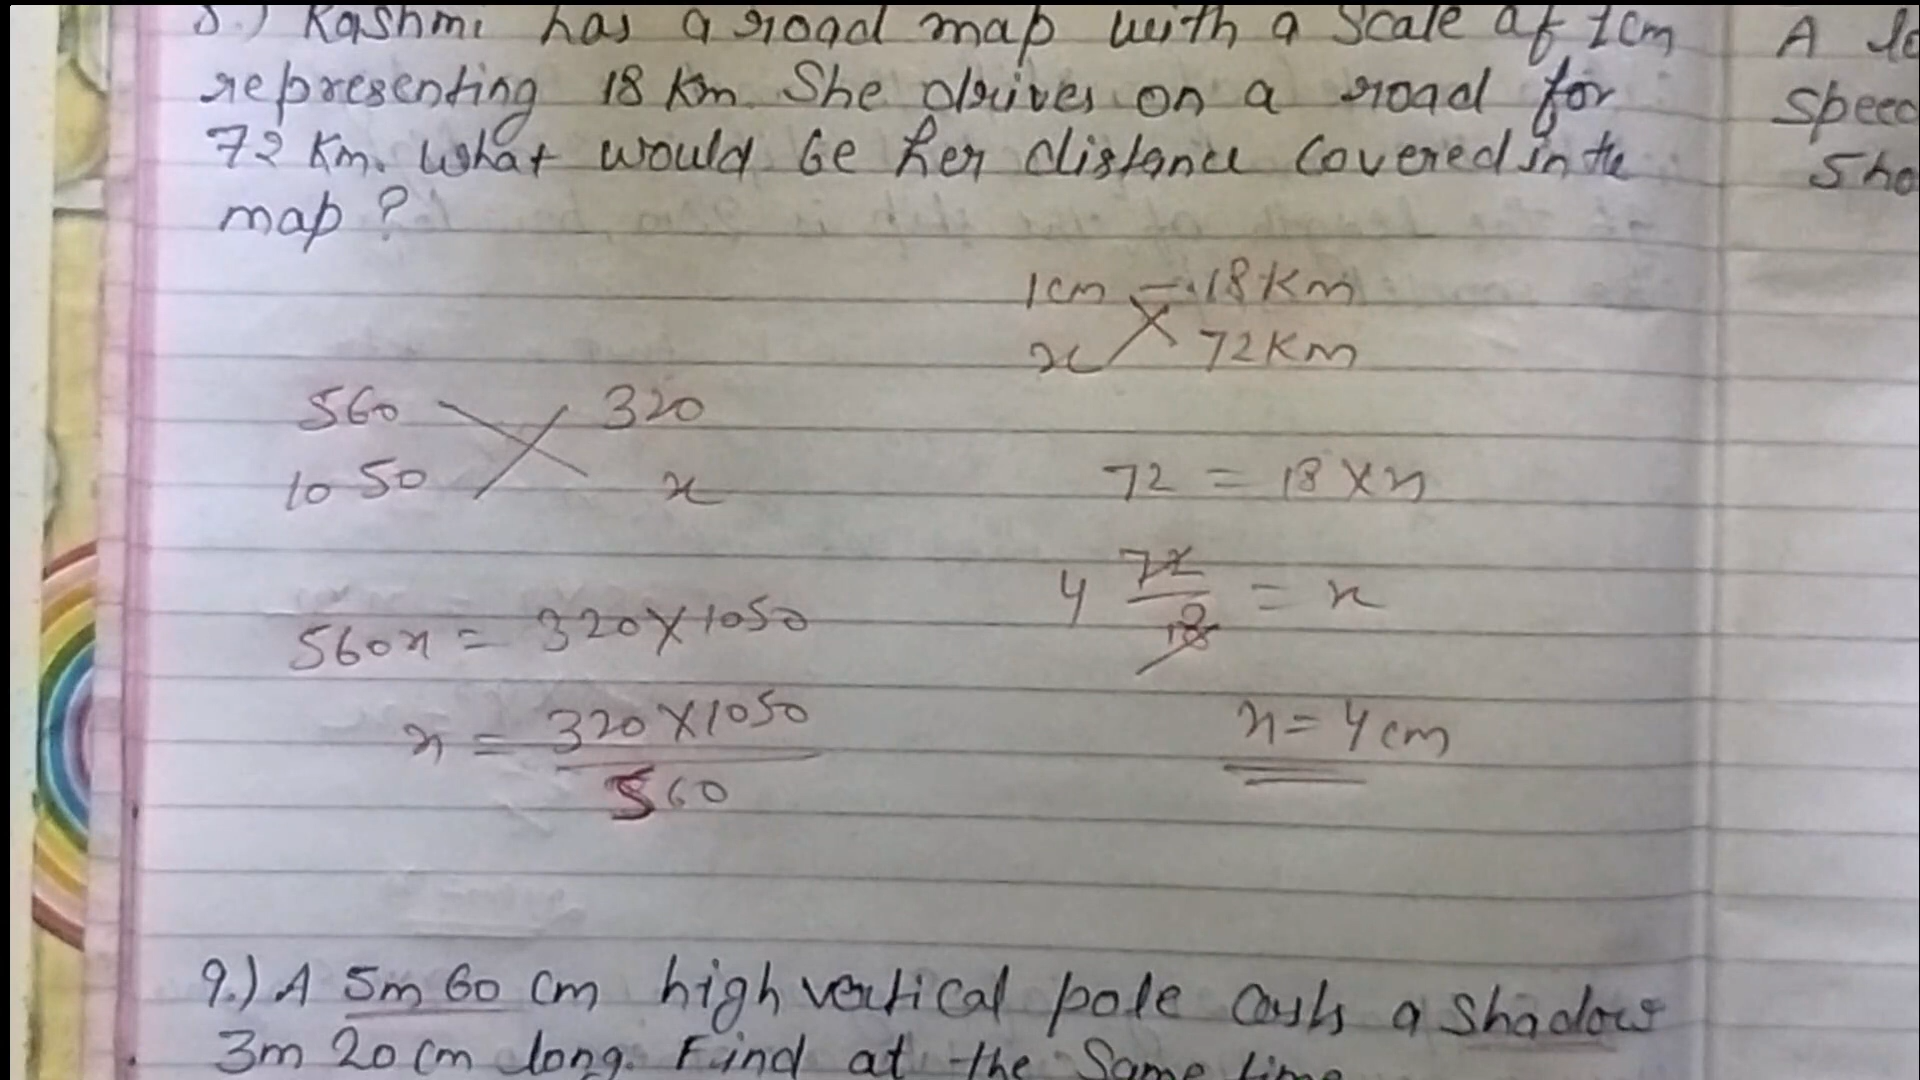 8.) Rashmi has a road map with a scale of 1cm
representing 18 Km. She drives on a road for
72 Km. What would be her distance covered in the
map?
1cm - 18 Km
x 72 Km
560 320
1050 x
72 = 18 × x
4 72/18 = x
560x = 320 × 1050
x = 320 × 1050 / 560
x = 4 cm
9.) A 5m 60 cm high vertical pole casts a shadow
3m 20 cm long. Find at the Same time
A
Speed